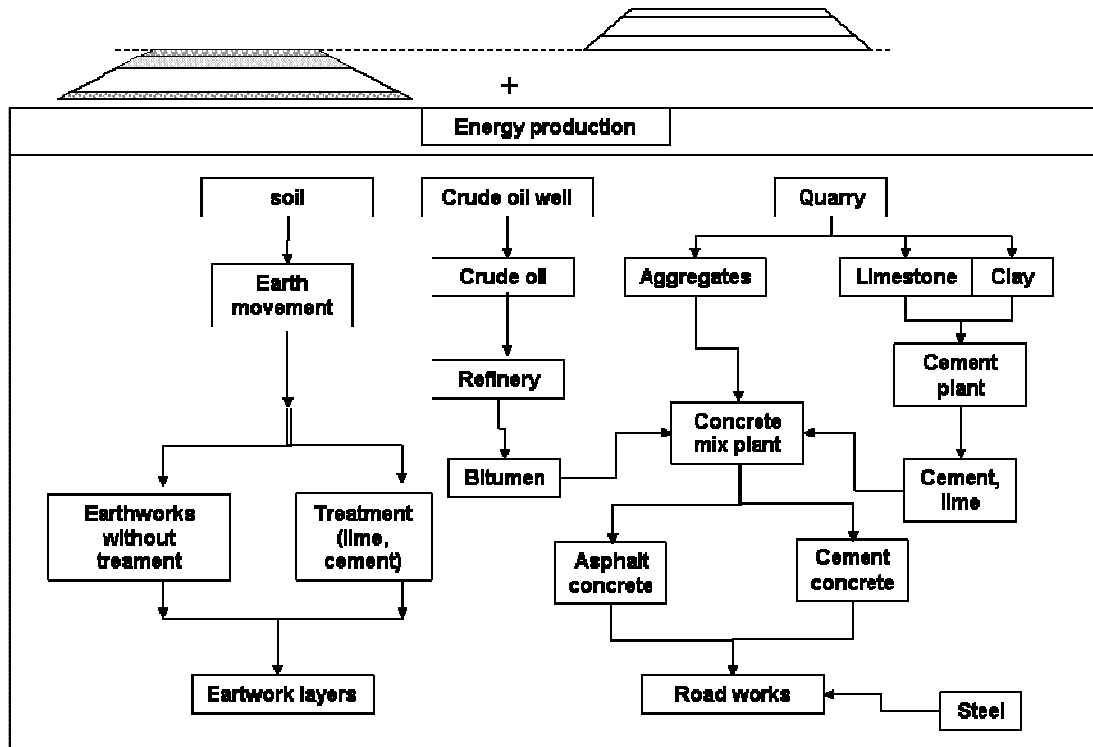 +
Energy production
soil
Crude oil well
Quarry
Earth
movement
Crude oil
Aggregates
Limestone
Clay
Refinery
Cement
plant
Concrete
mix plant
Bitumen
Cement,
lime
Earthworks
without
treament
Treatment
(lime,
cement)
Asphalt
concrete
Cement
concrete
Eartwork layers
Road works
Steel